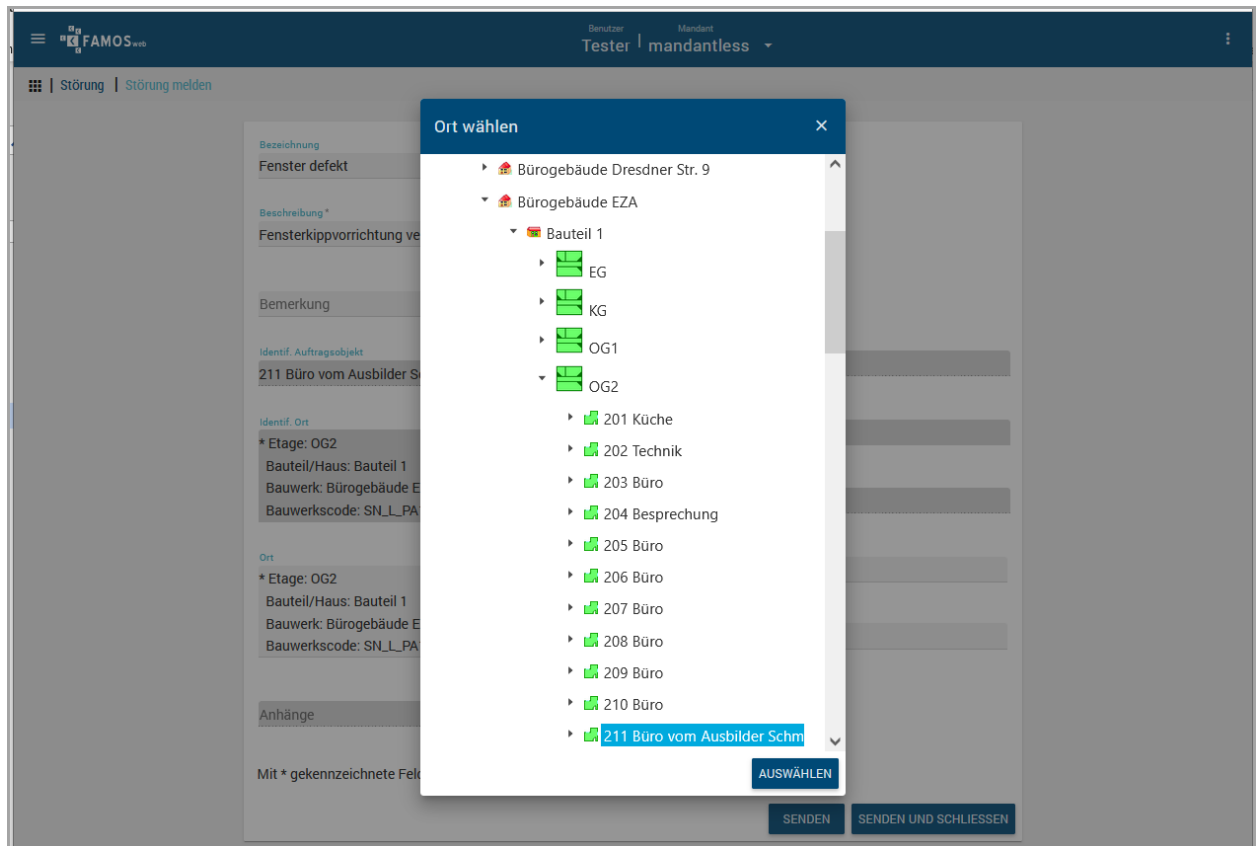 FAMOS web
Benutzer
Tester
Mandant
mandantless
Störung | Störung melden
Bezeichnung
Fenster defekt
Beschreibung *
Fensterkippvorrichtung ve
Bemerkung
Identif. Auftragsobjekt
211 Büro vom Ausbilder S
Identif. Ort
* Etage: OG2
Bauteil/Haus: Bauteil 1
Bauwerk: Bürogebäude E
Bauwerkscode: SN_L_PA
Ort
* Etage: OG2
Bauteil/Haus: Bauteil 1
Bauwerk: Bürogebäude E
Bauwerkscode: SN_L_PA
Anhänge
Mit * gekennzeichnete Feld
Ort wählen
Bürogebäude Dresdner Str. 9
Bürogebäude EZA
Bauteil 1
EG
KG
OG1
OG2
201 Küche
202 Technik
203 Büro
204 Besprechung
205 Büro
206 Büro
207 Büro
208 Büro
209 Büro
210 Büro
211 Büro vom Ausbilder Schm
AUSWÄHLEN
SENDEN
SENDEN UND SCHLIESSEN